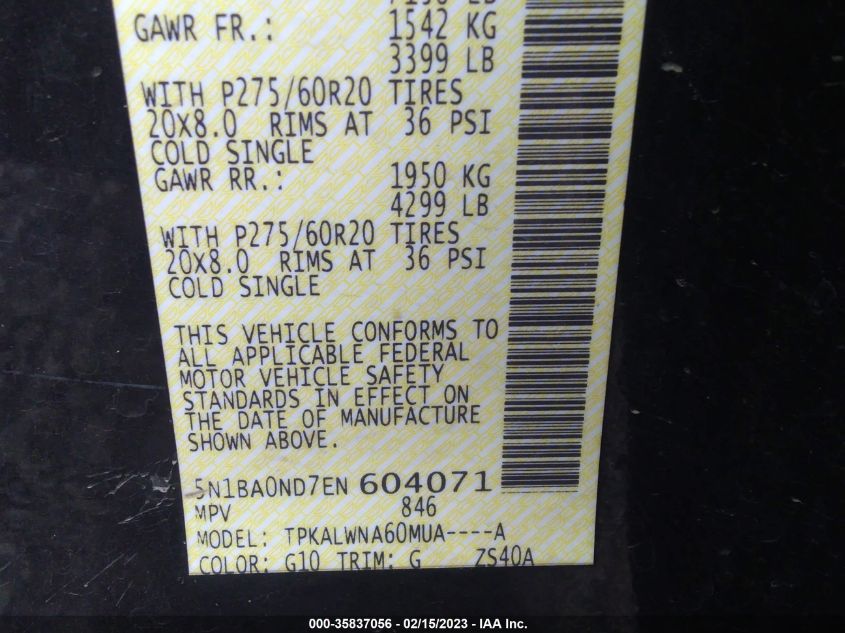 GAWR FR.: 1542 KG
3399 LB
WITH P275/60R20 TIRES
20X8.0 RIMS AT 36 PSI
COLD SINGLE
GAWR RR.: 1950 KG
4299 LB
WITH P275/60R20 TIRES
20X8.0 RIMS AT 36 PSI
COLD SINGLE
THIS VEHICLE CONFORMS TO
ALL APPLICABLE FEDERAL
MOTOR VEHICLE SAFETY
STANDARDS IN EFFECT ON
THE DATE OF MANUFACTURE
SHOWN ABOVE.
5N1BA0ND7EN 604071
MPV 846
MODEL: TPKALWNA60MUA----A
COLOR: G10 TRIM: G ZS40A
000-35837056 - 02/15/2023 - IAA Inc.